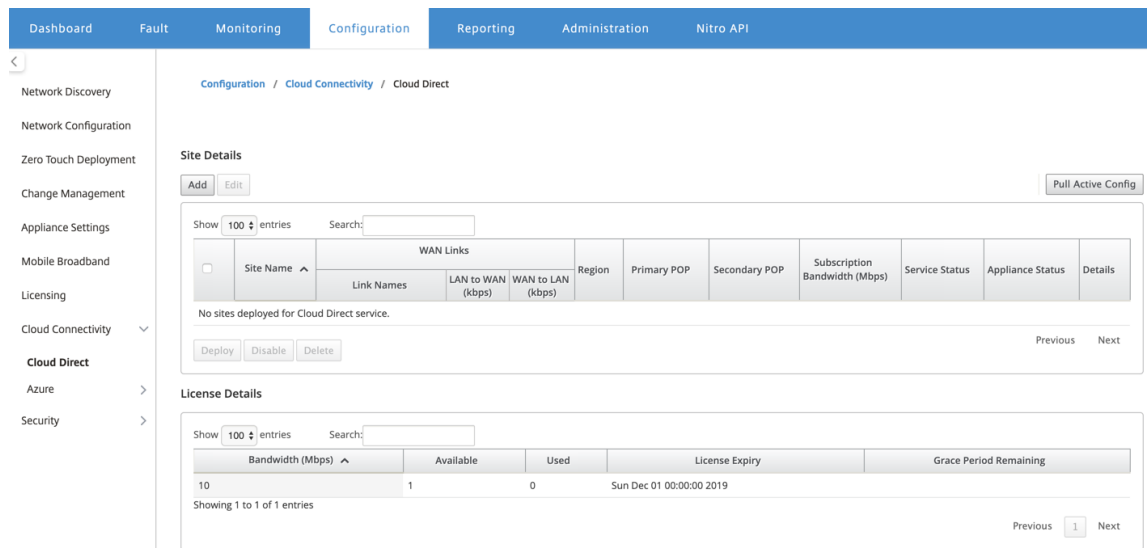 Dashboard Fault Monitoring Configuration Reporting Administration Nitro API
Configuration / Cloud Connectivity / Cloud Direct
Network Discovery
Network Configuration
Zero Touch Deployment
Change Management
Appliance Settings
Mobile Broadband
Licensing
Cloud Connectivity
Cloud Direct
Azure
Security
Site Details
Add Edit Pull Active Config
Show 100 entries Search:
Site Name WAN Links Region Primary POP Secondary POP Subscription Bandwidth (Mbps) Service Status Appliance Status Details
Link Names LAN to WAN (kbps) WAN to LAN (kbps)
No sites deployed for Cloud Direct service.
Previous Next
Deploy Disable Delete
License Details
Show 100 entries Search:
Bandwidth (Mbps) Available Used License Expiry Grace Period Remaining
10 1 0 Sun Dec 01 00:00:00 2019
Showing 1 to 1 of 1 entries
Previous 1 Next